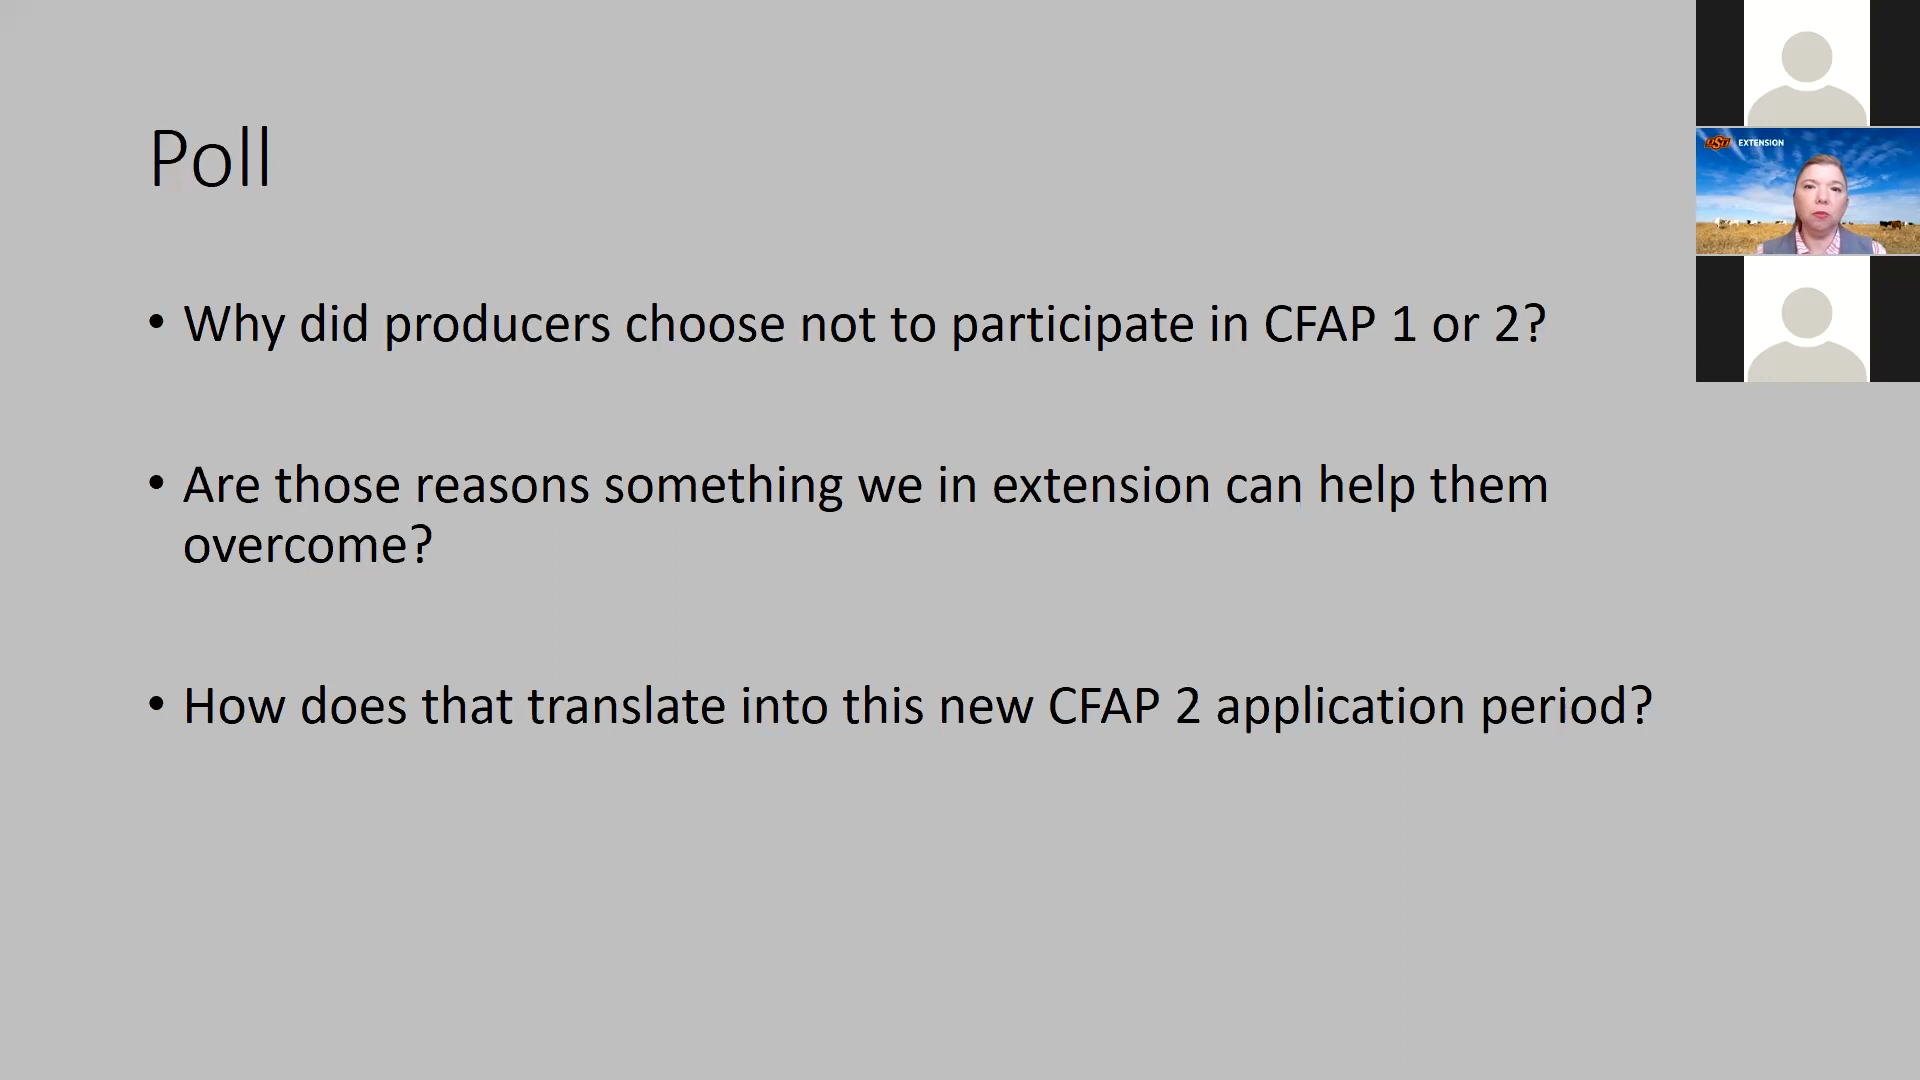 Poll
• Why did producers choose not to participate in CFAP 1 or 2?
• Are those reasons something we in extension can help them
overcome?
• How does that translate into this new CFAP 2 application period?
OSU EXTENSION